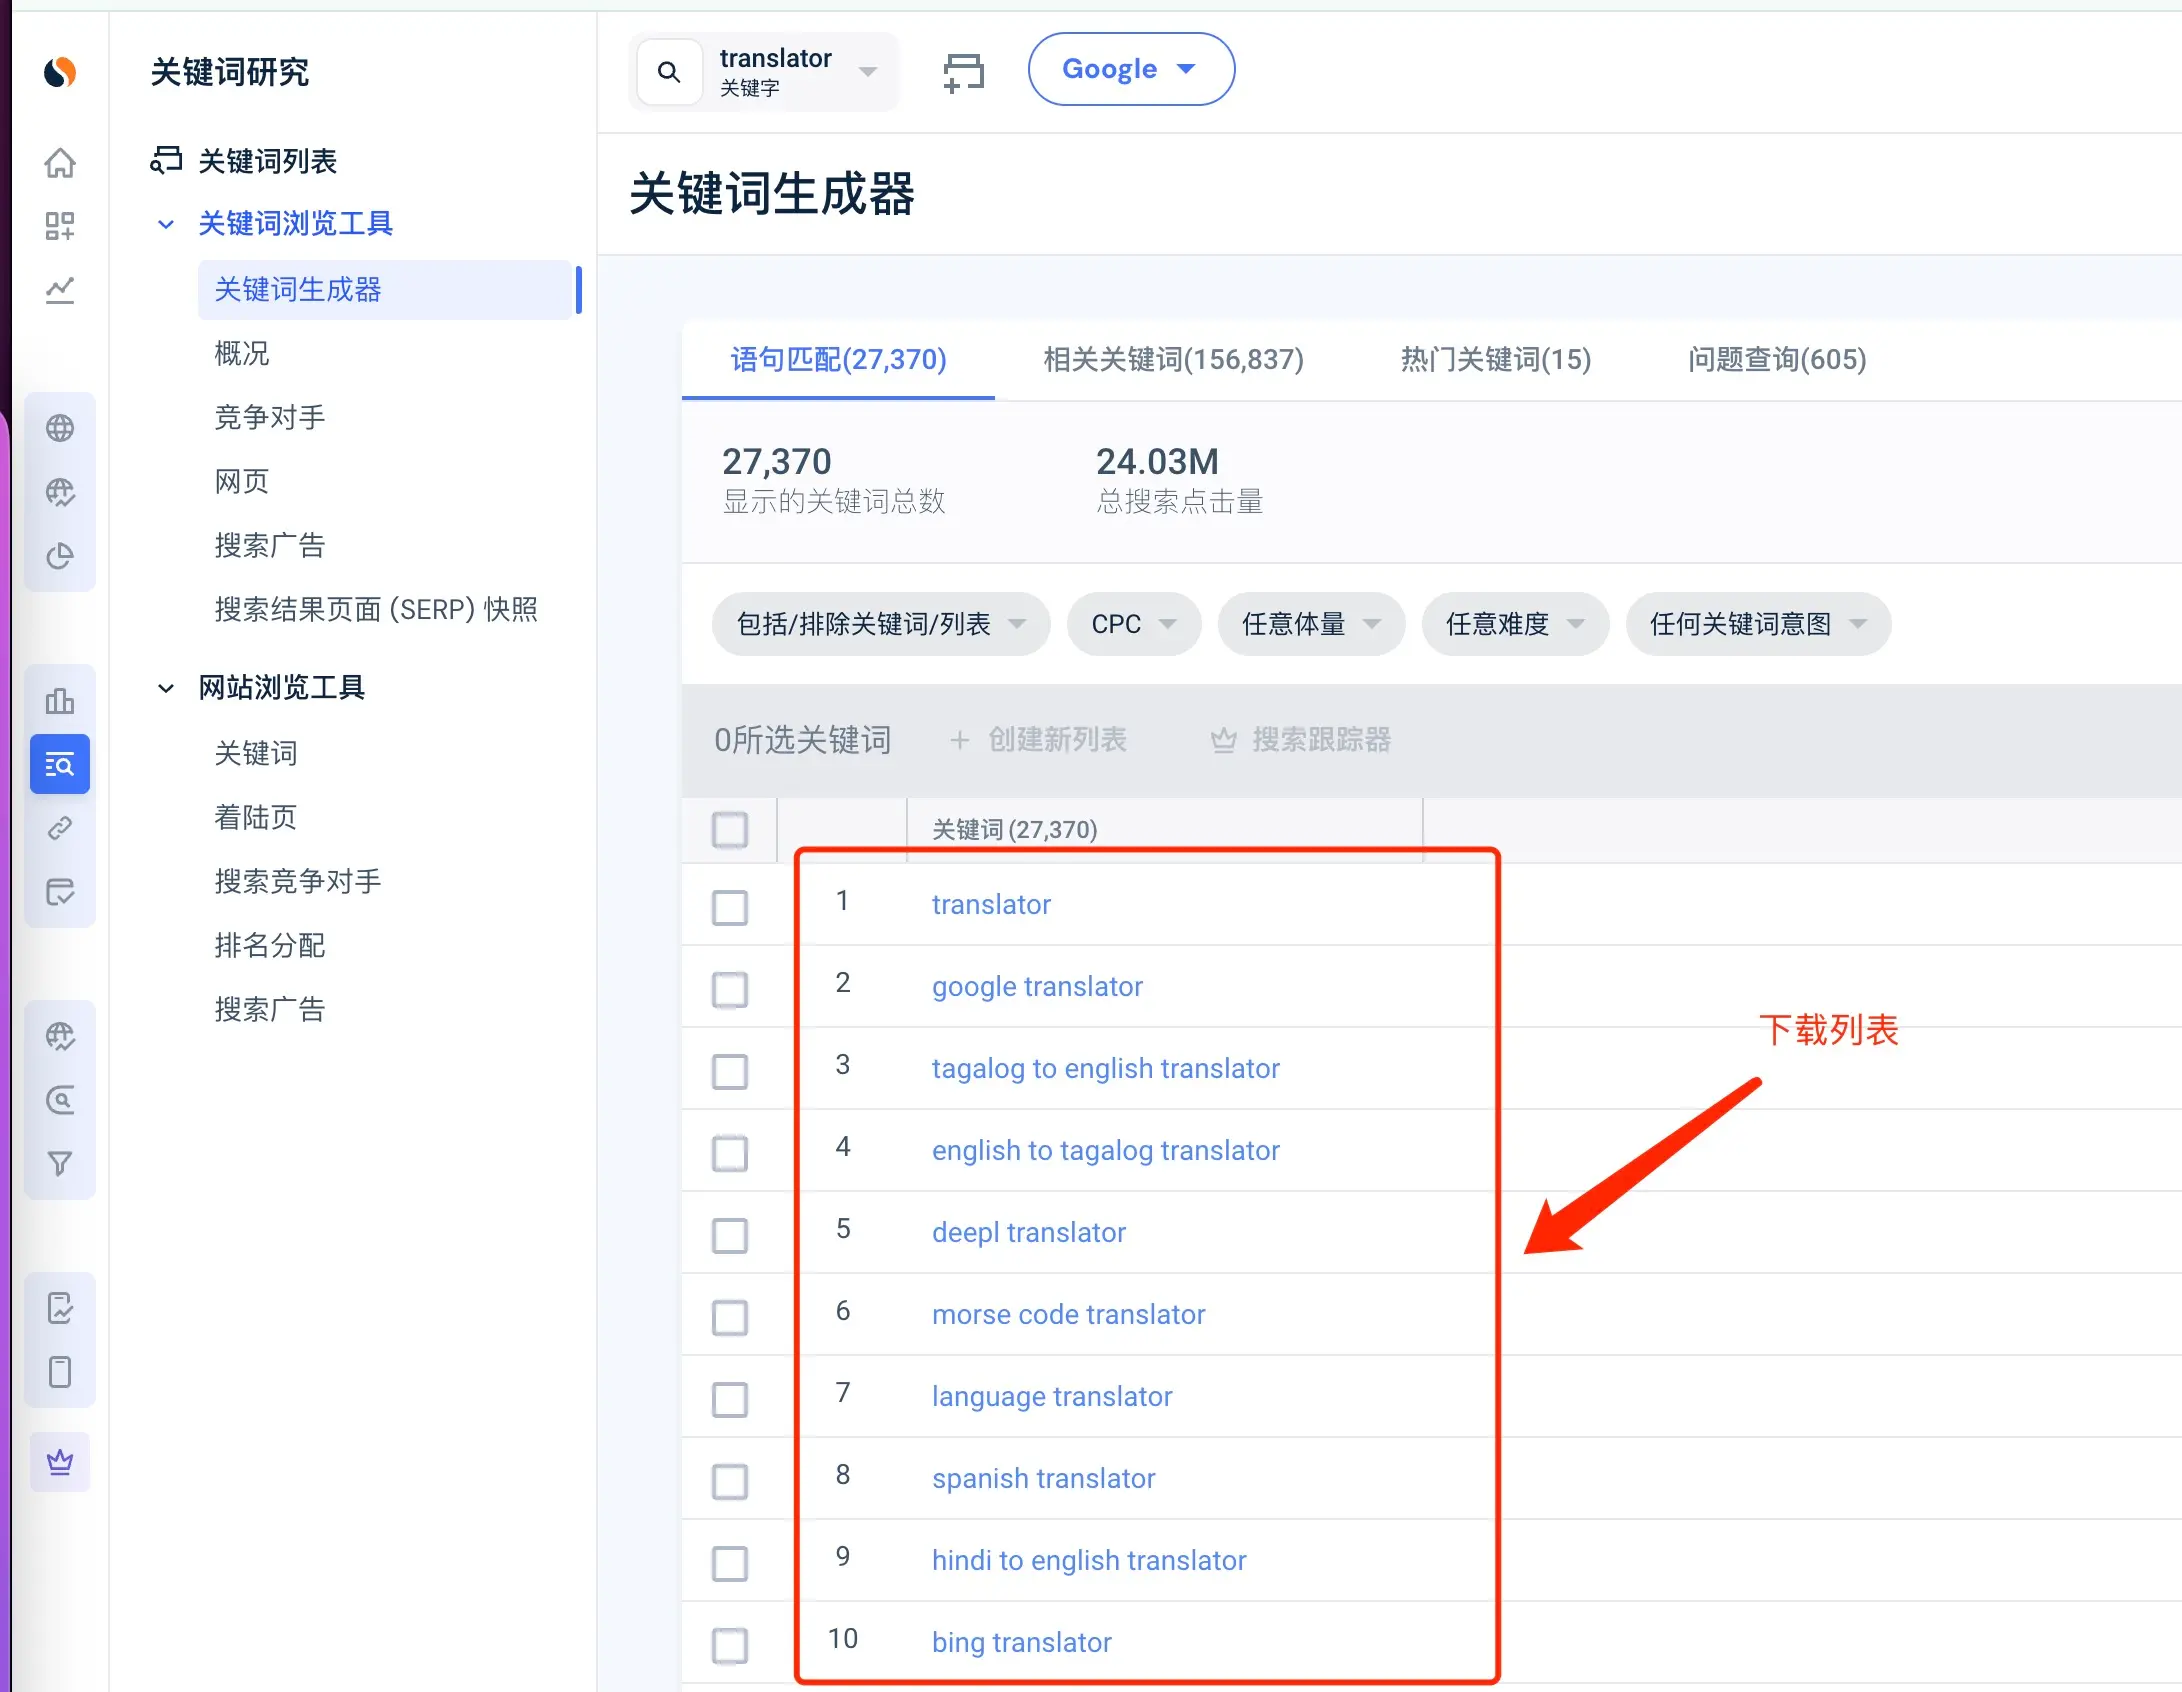 关键词研究
关键词列表
关键词浏览工具
关键词生成器
概况
竞争对手
网页
搜索广告
搜索结果页面 (SERP) 快照
网站浏览工具
关键词
着陆页
搜索竞争对手
排名分配
搜索广告
translator
关键字
Google
关键词生成器
语句匹配(27,370)
相关关键词(156,837)
热门关键词(15)
问题查询(605)
27,370
显示的关键词总数
24.03M
总搜索点击量
包括/排除关键词/列表
CPC
任意体量
任意难度
任何关键词意图
0所选关键词
+ 创建新列表
搜索跟踪器
关键词 (27,370)
1 translator
2 google translator
3 tagalog to english translator
4 english to tagalog translator
5 deepl translator
6 morse code translator
7 language translator
8 spanish translator
9 hindi to english translator
10 bing translator
下载列表